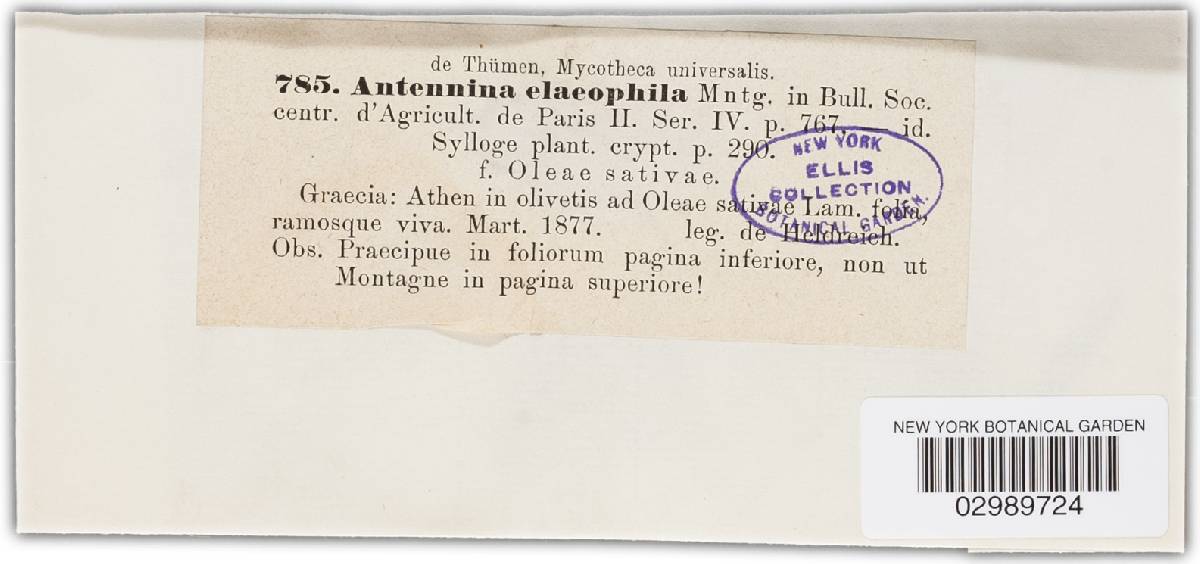 de Thümen, Mycotheca universalis.
785. Antennina elaeophila Mntg. in Bull. Soc.
centr. d'Agricult. de Paris II. Ser. IV. p. 767, — id.
Sylloge plant. crypt. p. 290.
f. Oleae sativae.
Graecia: Athen in olivetis ad Oleae sativae Lam. folia,
ramosque viva. Mart. 1877. leg. de Heldreich.
Obs. Praecipue in foliorum pagina inferiore, non ut
Montagne in pagina superiore!
NEW YORK
ELLIS
COLLECTION
BOTANICAL GARDEN.
NEW YORK BOTANICAL GARDEN
02989724